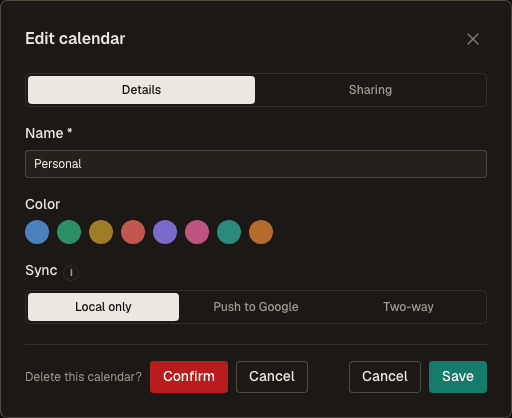 Edit calendar
Details Sharing
Name *
Personal
Color
Sync i
Local only Push to Google Two-way
Delete this calendar? Confirm Cancel Cancel Save